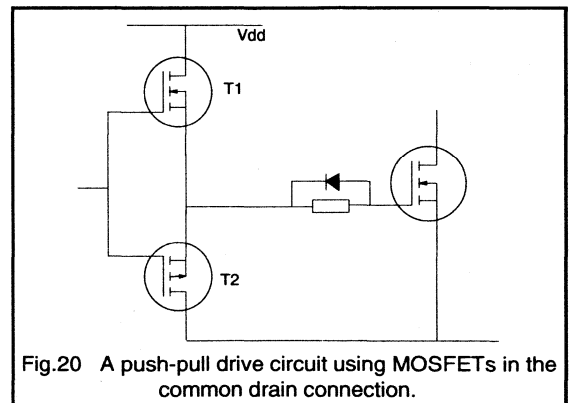 Vdd
T1
T2
Fig.20 A push-pull drive circuit using MOSFETs in the
common drain connection.